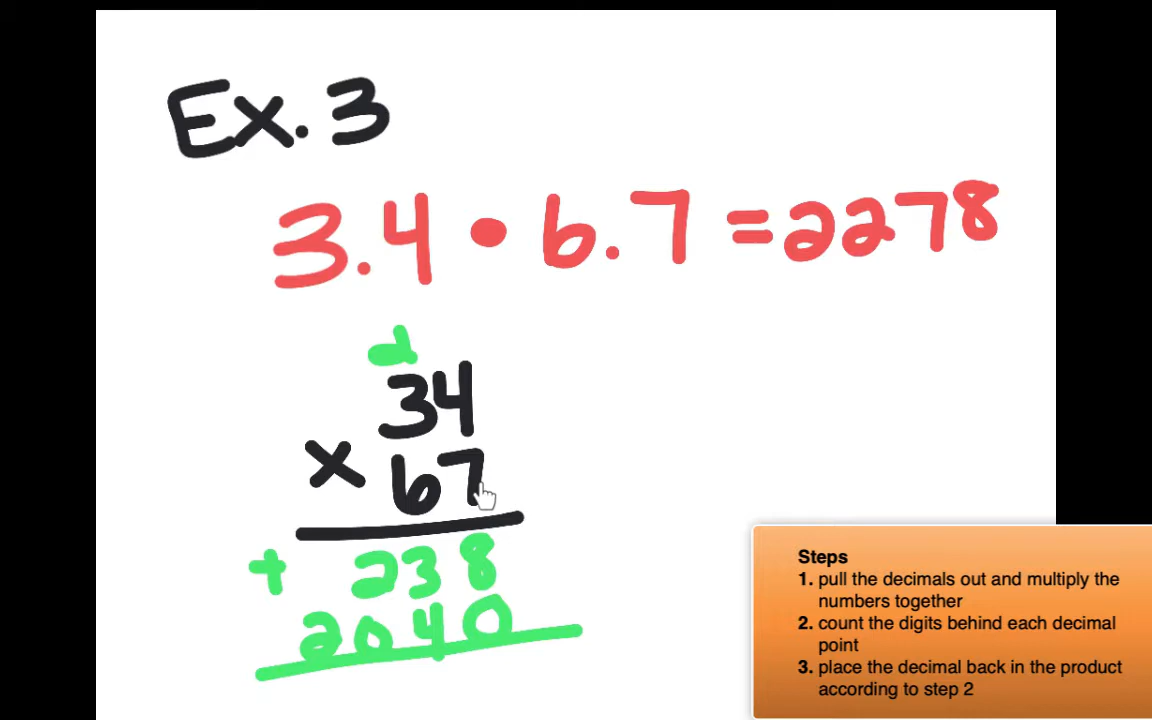 Ex. 3
3.4 • 6.7 = 2278
2
34
x 67
+ 238
2040
Steps
1. pull the decimals out and multiply the
numbers together
2. count the digits behind each decimal
point
3. place the decimal back in the product
according to step 2